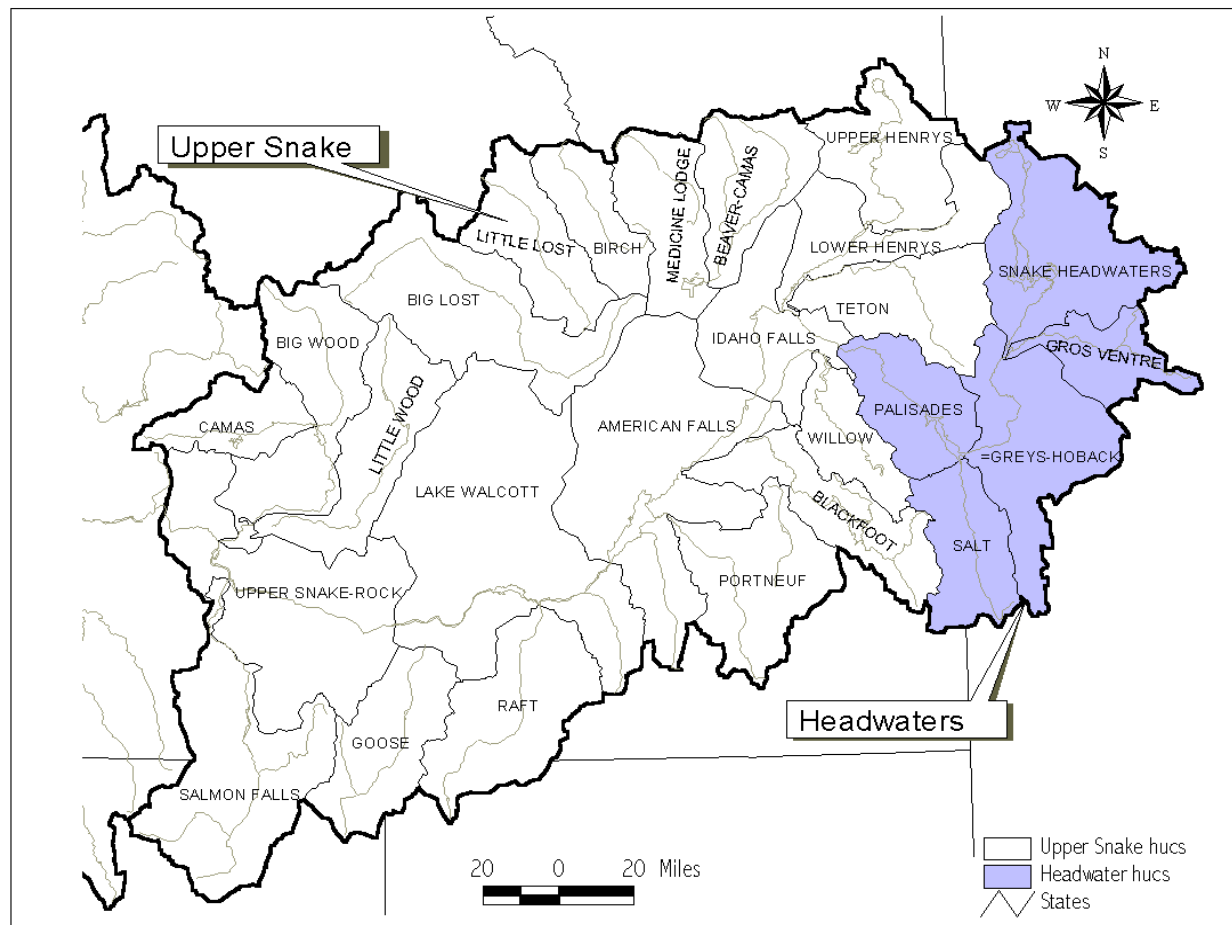 N
W E
S
UPPER HENRYS
Upper Snake
MEDICINE LODGE
BEAVER-CAMAS
LITTLE LOST
BIRCH
LOWER HENRYS
SNAKE HEADWATERS
BIG LOST
TETON
BIG WOOD
IDAHO FALLS
GROS VENTRE
LITTLE WOOD
PALISADES
CAMAS
AMERICAN FALLS
WILLOW
=GREYS-HOBACK
LAKE WALCOTT
BLACKFOOT
SALT
PORTNEUF
UPPER SNAKE-ROCK
RAFT
Headwaters
GOOSE
SALMON FALLS
20 0 20 Miles
Upper Snake hucs
Headwater hucs
States